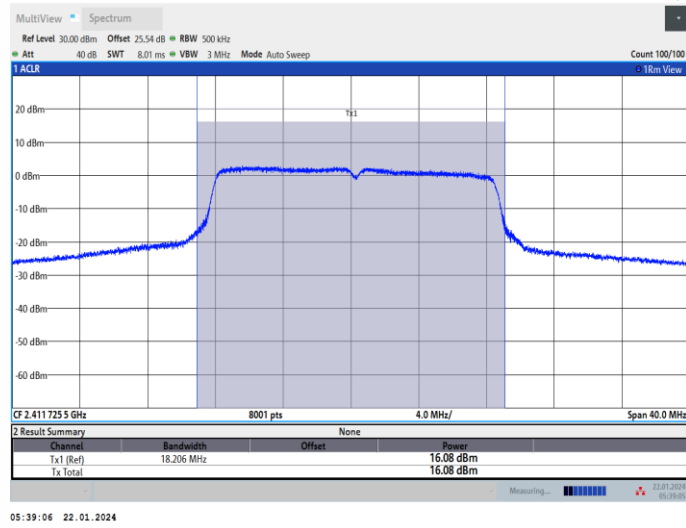 MultiView Spectrum
Ref Level 30.00 dBm Offset 25.54 dB RBW 500 kHz
Att 40 dB SWT 8.01 ms VBW 3 MHz Mode Auto Sweep Count 100/100
1 ACLR 1Rm View
Tx1
20 dBm
10 dBm
0 dBm
-10 dBm
-20 dBm
-30 dBm
-40 dBm
-50 dBm
-60 dBm
CF 2.411 725 5 GHz 8001 pts 4.0 MHz/ Span 40.0 MHz
2 Result Summary None
Channel Bandwidth Offset Power
Tx1 (Ref) 18.206 MHz 16.08 dBm
Tx Total 16.08 dBm
Measuring... 22.01.2024
05:39:05
05:39:06 22.01.2024